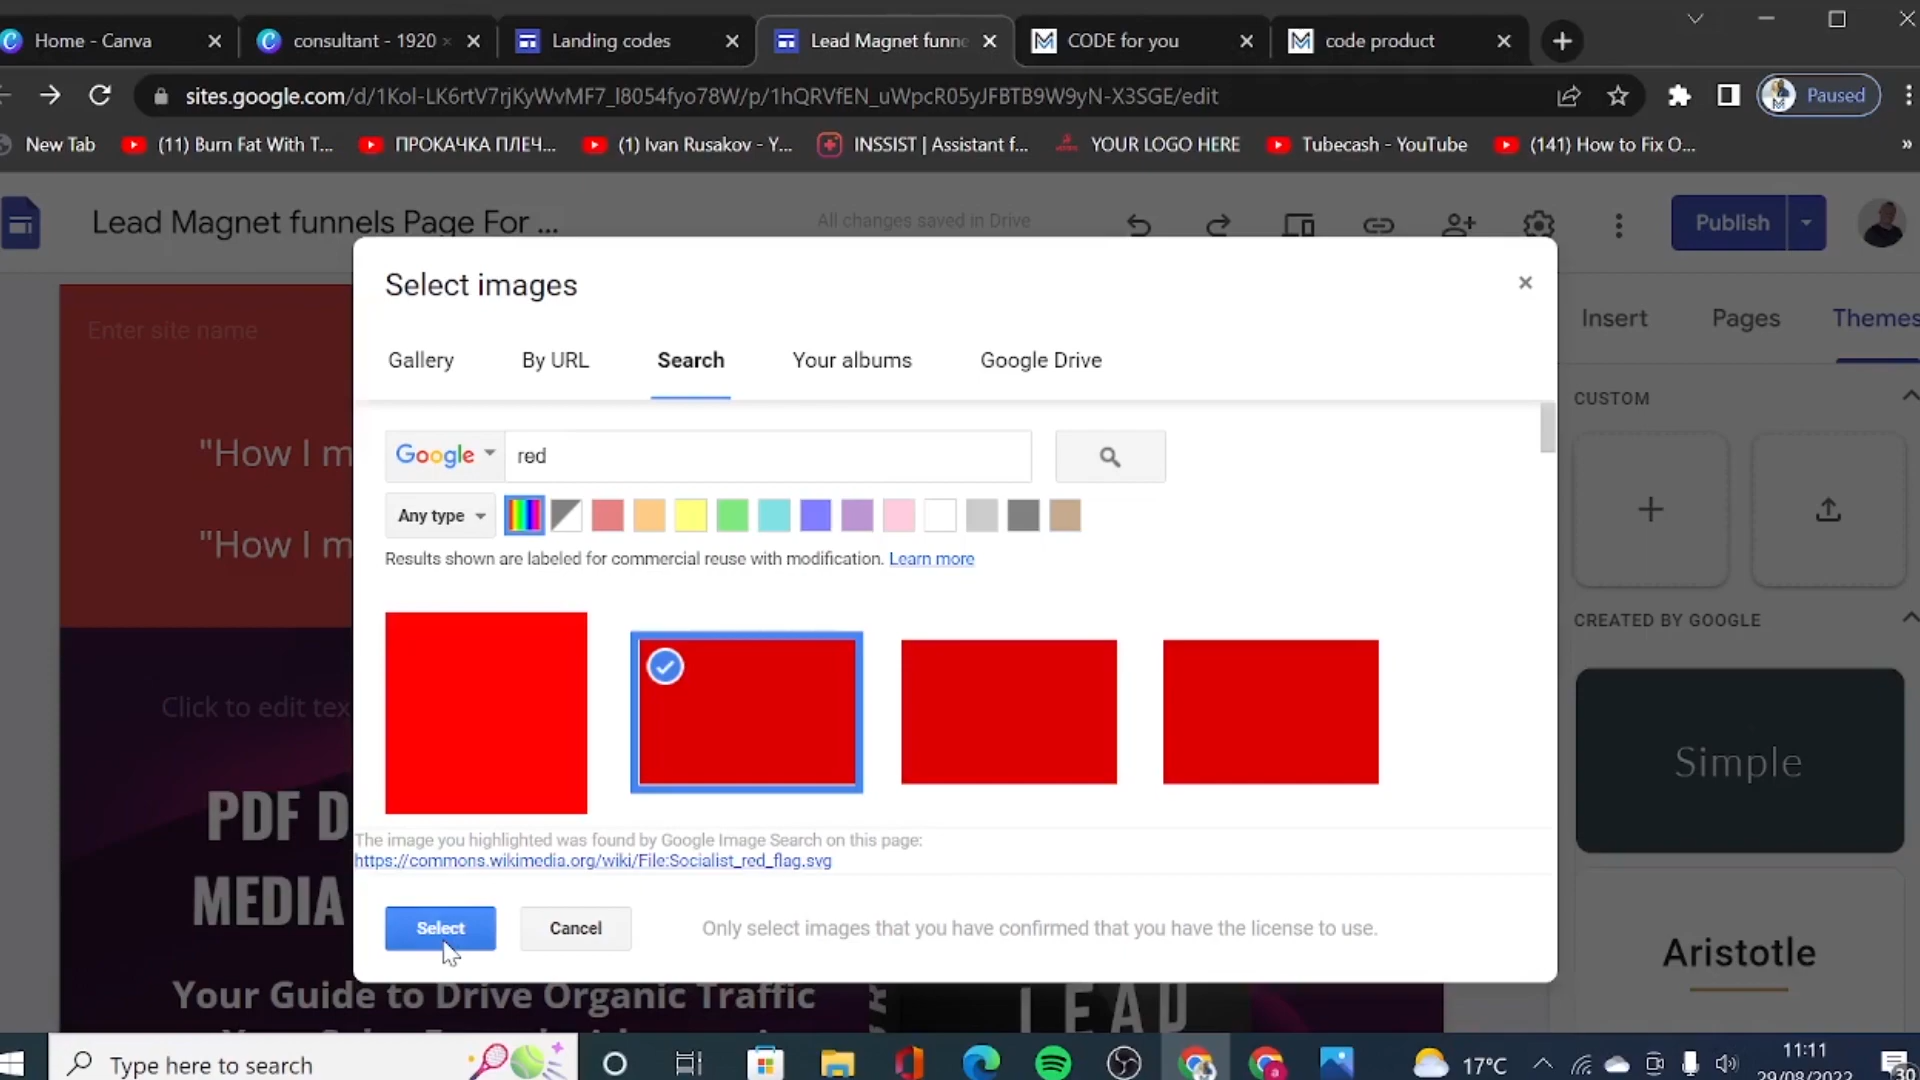 Home - Canva
consultant - 1920 ×
Landing codes
Lead Magnet funne
CODE for you
code product
sites.google.com/d/1Kol-LK6rtV7rjKyWvMF7_l8054fyo78W/p/1hQRVfEN_uWpcR05yJFBTB9W9yN-X3SGE/edit
Paused
New Tab
(11) Burn Fat With T...
ПРОКАЧКА ПЛЕЧ...
(1) Ivan Rusakov - Y...
INSSIST | Assistant f...
YOUR LOGO HERE
Tubecash - YouTube
(141) How to Fix O...
»
Lead Magnet funnels Page For ...
All changes saved in Drive
Publish
Select images
Enter site name
Insert
Pages
Themes
Gallery
By URL
Search
Your albums
Google Drive
CUSTOM
"How I m
Google
red
Any type
"How I m
Results shown are labeled for commercial reuse with modification. Learn more
CREATED BY GOOGLE
Click to edit tex
Simple
PDF D
The image you highlighted was found by Google Image Search on this page:
https://commons.wikimedia.org/wiki/File:Socialist_red_flag.svg
MEDIA
Select
Cancel
Only select images that you have confirmed that you have the license to use.
Aristotle
Your Guide to Drive Organic Traffic
LEAD
Type here to search
17°C
11:11
29/08/2022
30